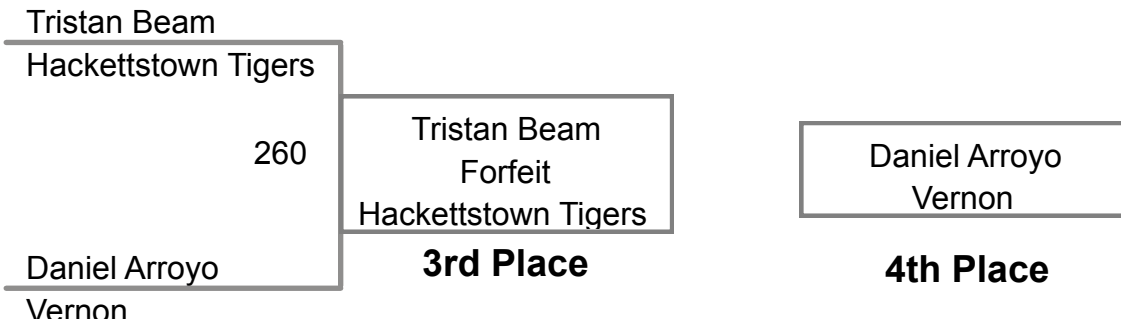 Tristan Beam
Hackettstown Tigers
260
Daniel Arroyo
Vernon
Tristan Beam
Forfeit
Hackettstown Tigers
3rd Place
Daniel Arroyo
Vernon
4th Place